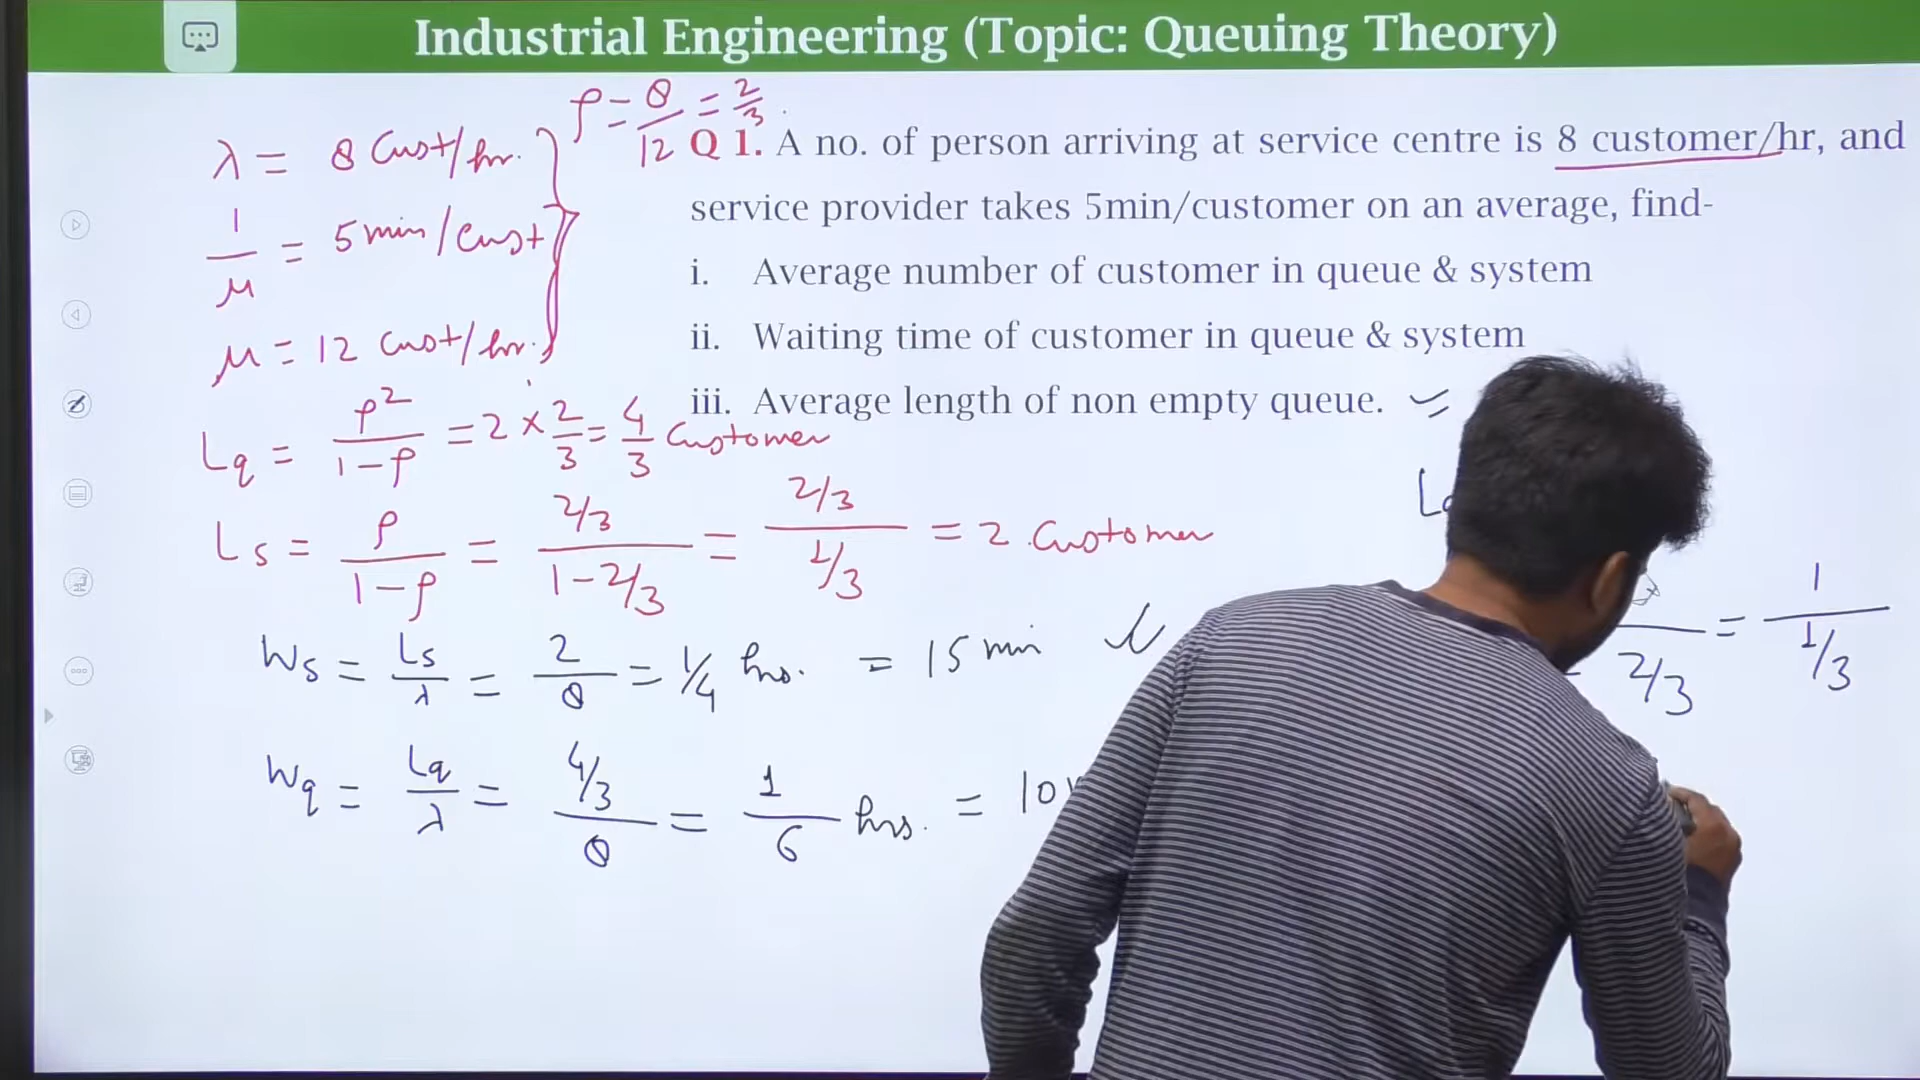 Industrial Engineering (Topic: Queuing Theory)
ρ = 8/12 = 2/3
λ = 8 Cust/hr.
1/μ = 5 min/Cust
μ = 12 Cust/hr.
Q 1. A no. of person arriving at service centre is 8 customer/hr, and
service provider takes 5min/customer on an average, find-
i. Average number of customer in queue & system
ii. Waiting time of customer in queue & system
iii. Average length of non empty queue.
Lq = ρ²/1-ρ = 2 × 2/3 = 4/3 Customer
Ls = ρ/1-ρ = 2/3/1-2/3 = 2/3/1/3 = 2 Customer
Ws = Ls/λ = 2/8 = 1/4 hrs. = 15 min
Wq = Lq/λ = 4/3/8 = 1/6 hrs. = 10
L
2/3 = 1/1/3